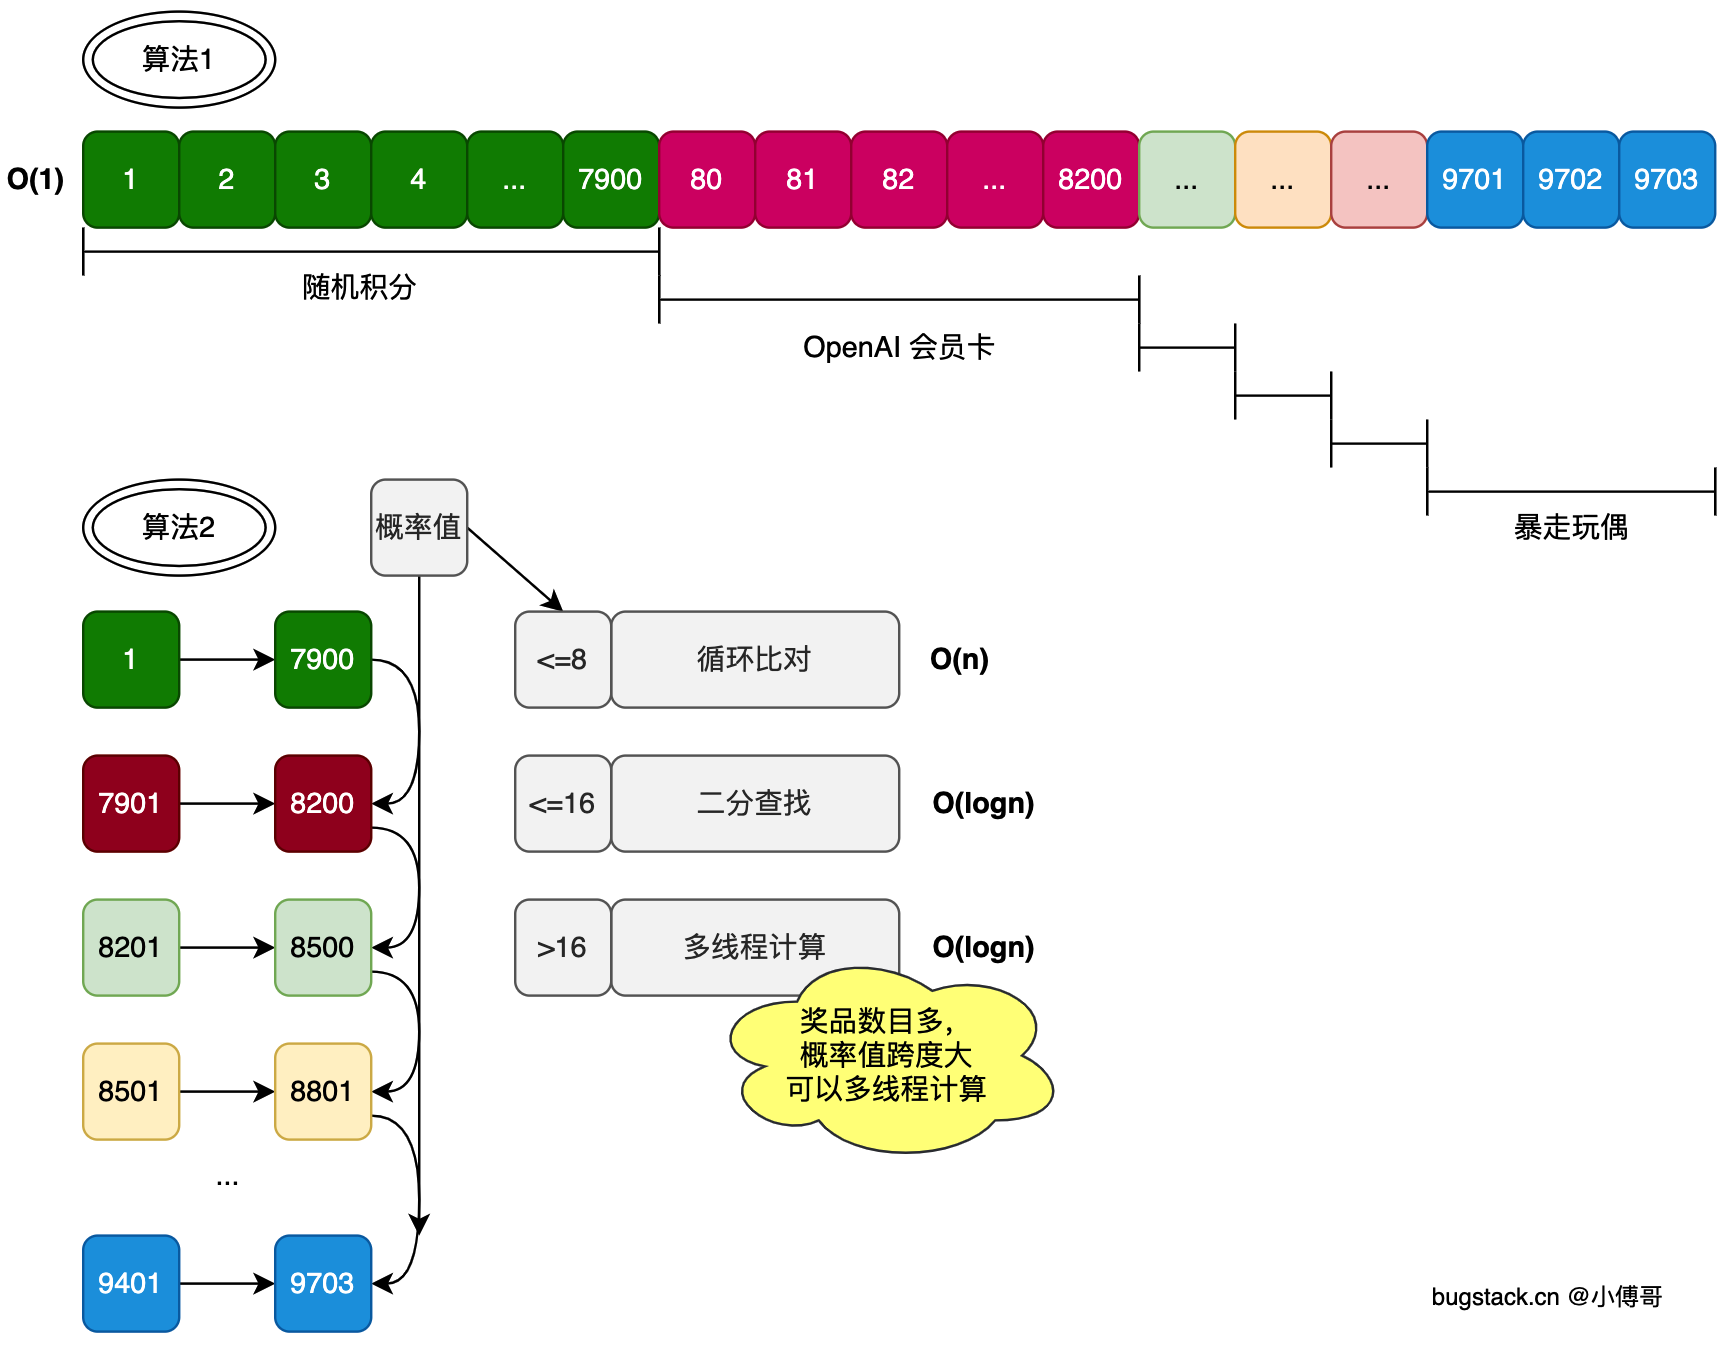 算法1
O(1)
1 2 3 4 ... 7900 80 81 82 ... 8200 ... ... ... 9701 9702 9703
随机积分
OpenAI 会员卡
暴走玩偶
算法2
概率值
1 7900
<=8 循环比对 O(n)
7901 8200
<=16 二分查找 O(logn)
8201 8500
>16 多线程计算 O(logn)
奖品数目多，
概率值跨度大
可以多线程计算
8501 8801
...
9401 9703
bugstack.cn @小傅哥